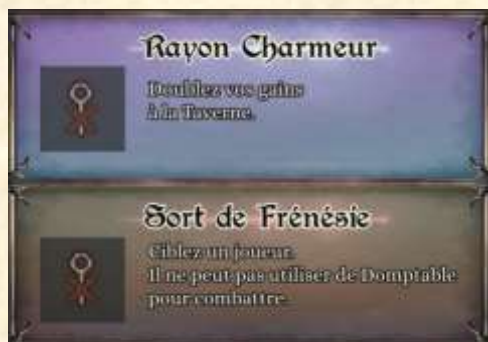 Rayon Charmeur
Doublez vos gains
à la Taverne.
Sort de Frénésie
Ciblez un joueur.
Il ne peut pas utiliser de Domptable
pour combattre.